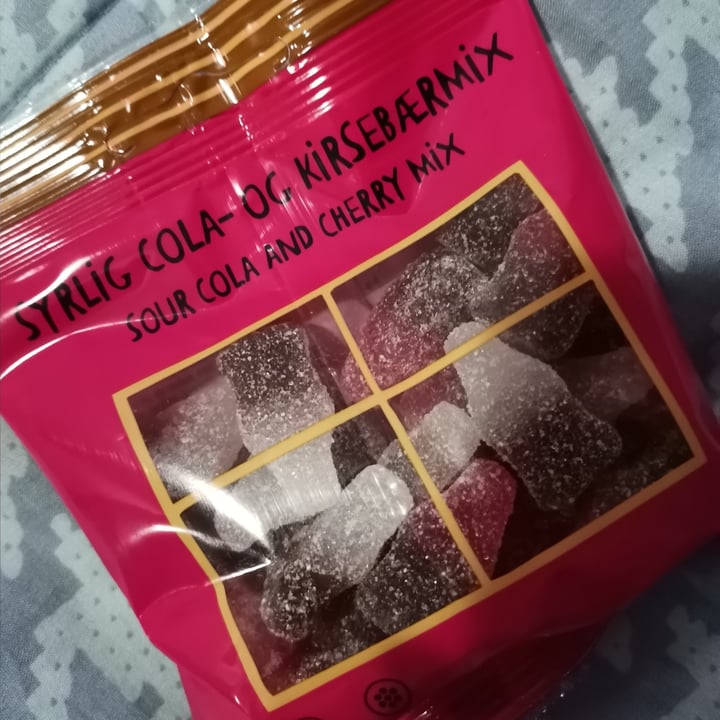 SYRLiG COLA- OG KiRSEBÆRMiX
SOUR COLA AND CHERRY MiX